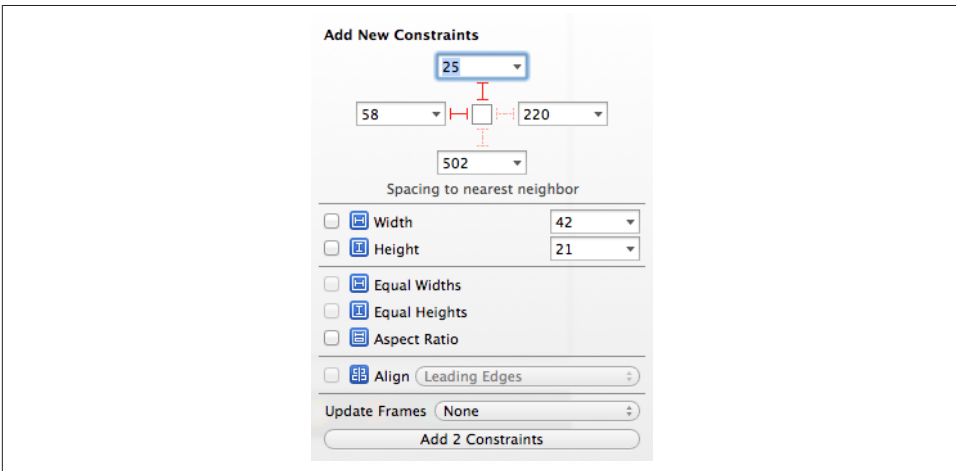 Add New Constraints
25
58 220
502
Spacing to nearest neighbor
Width 42
Height 21
Equal Widths
Equal Heights
Aspect Ratio
Align Leading Edges
Update Frames None
Add 2 Constraints